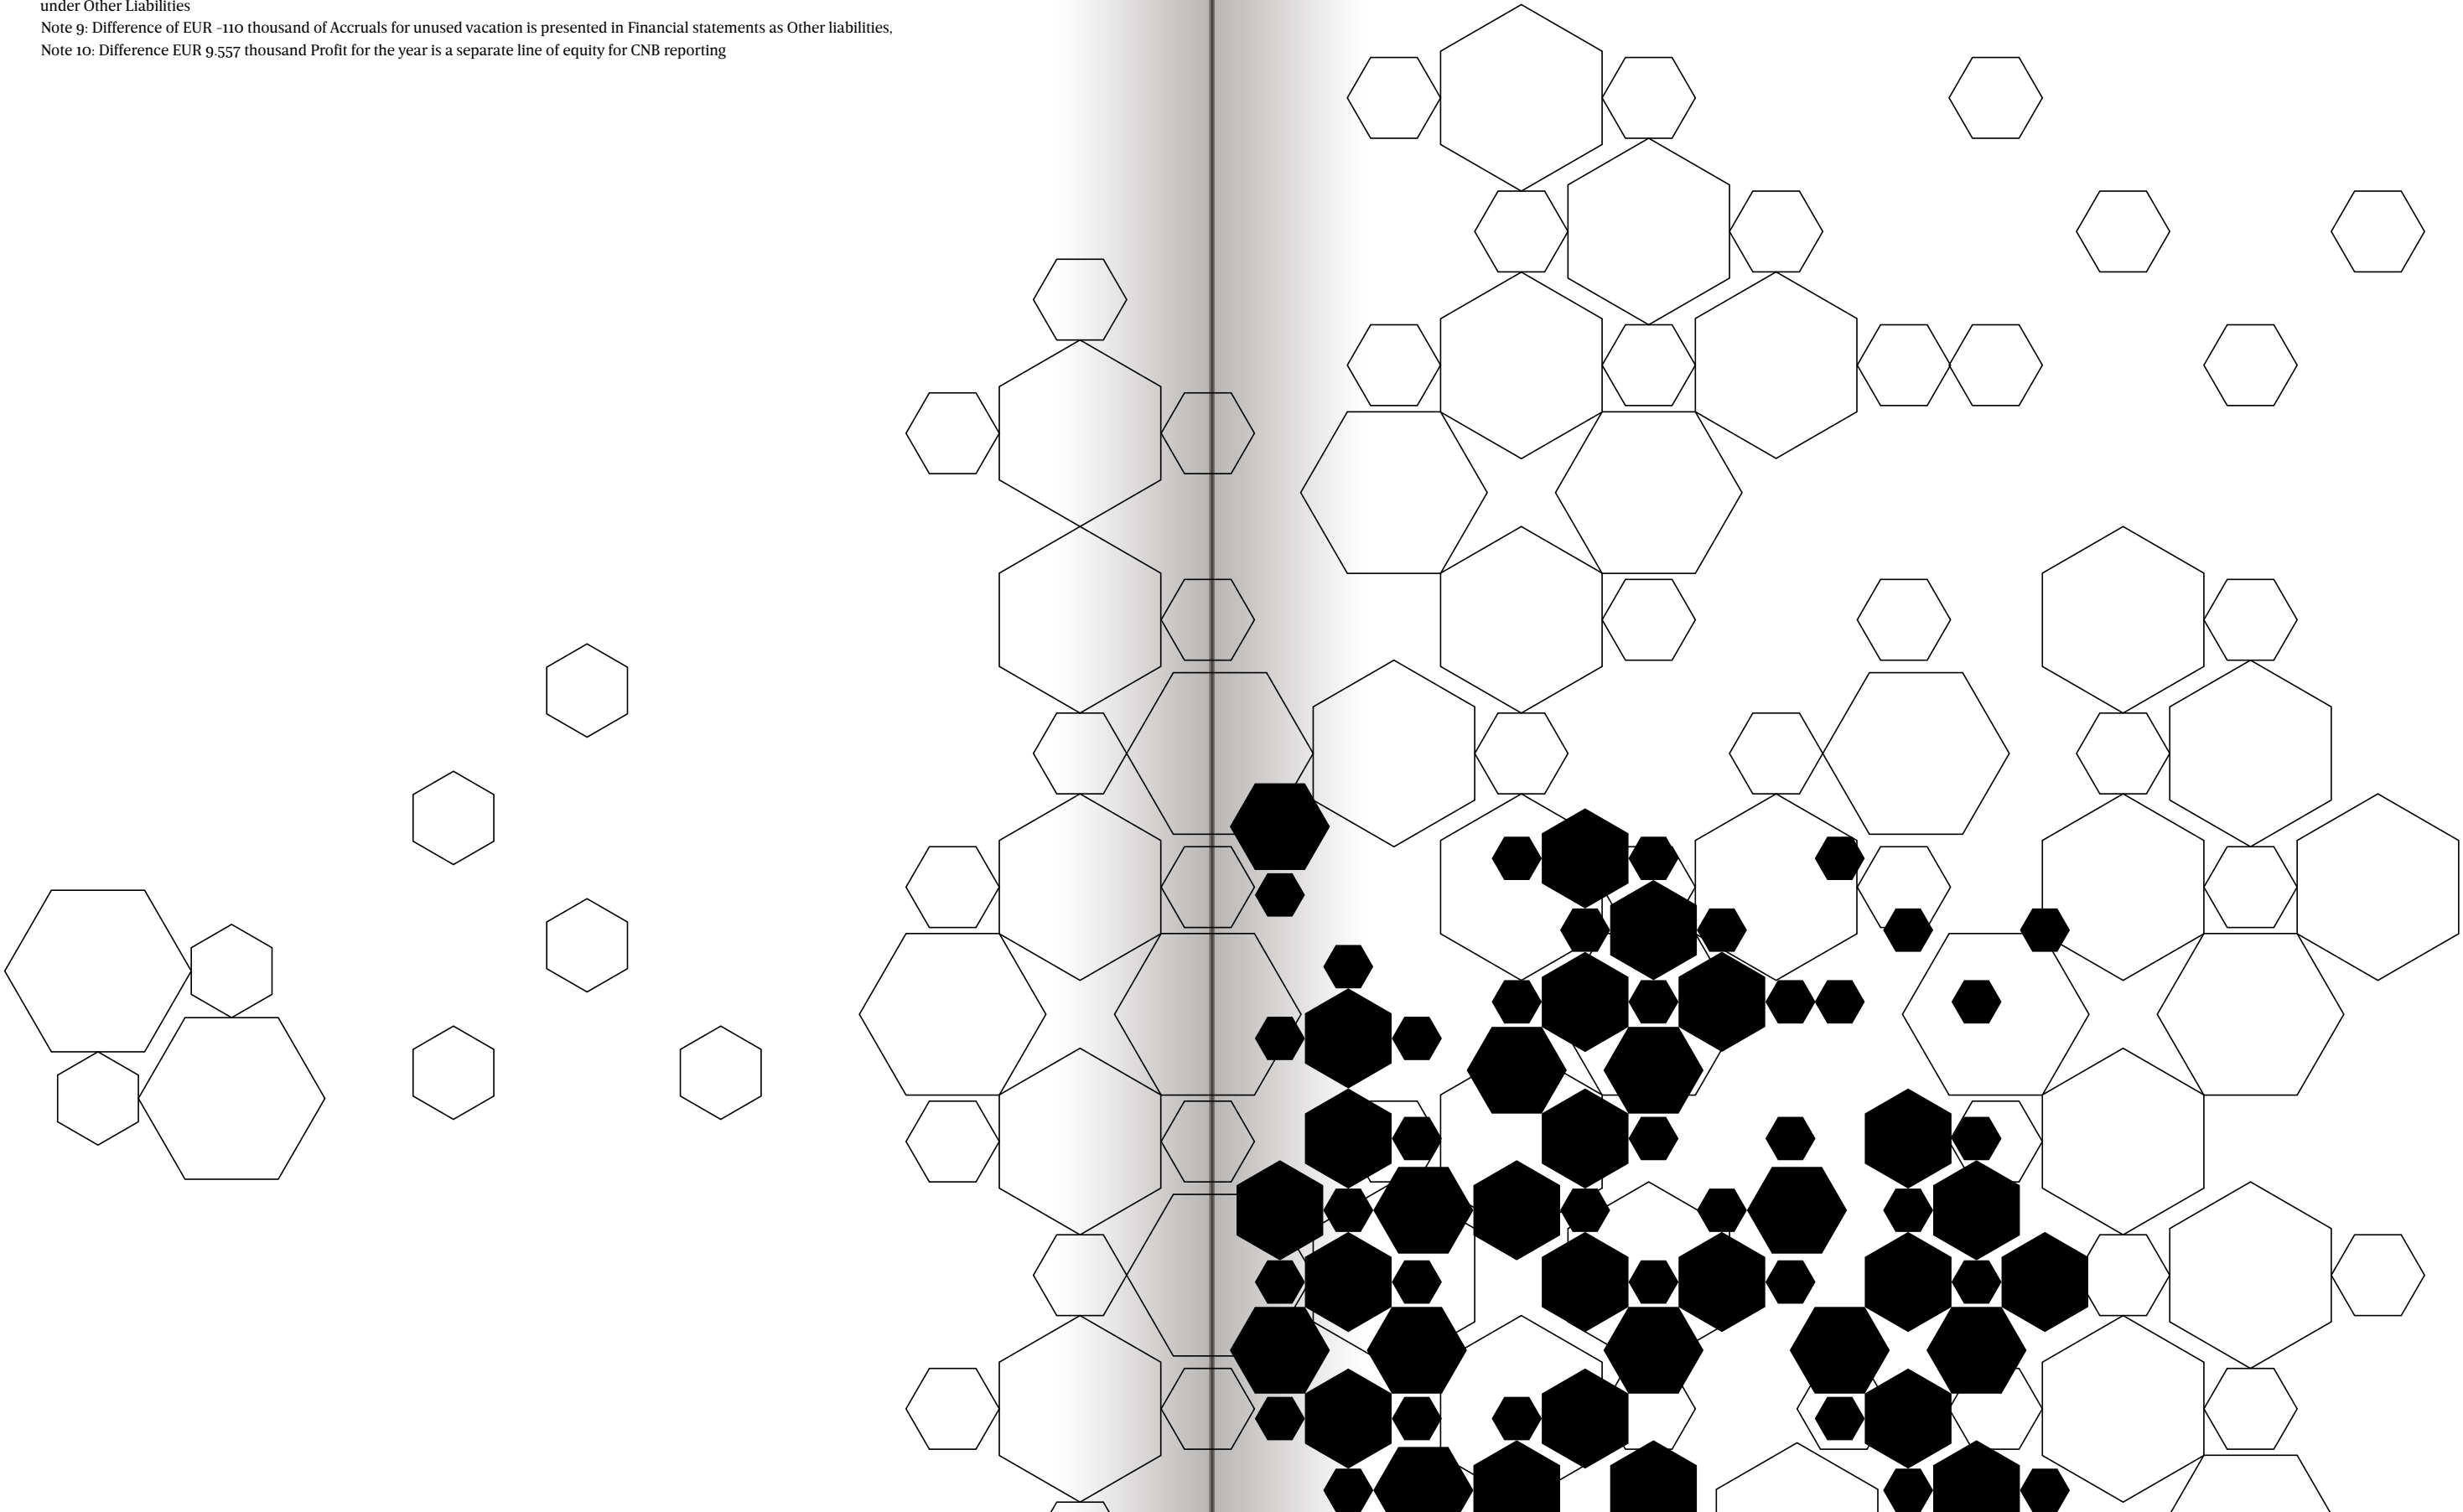 under Other Liabilities
Note 9: Difference of EUR -110 thousand of Accruals for unused vacation is presented in Financial statements as Other liabilities,
Note 10: Difference EUR 9.557 thousand Profit for the year is a separate line of equity for CNB reporting